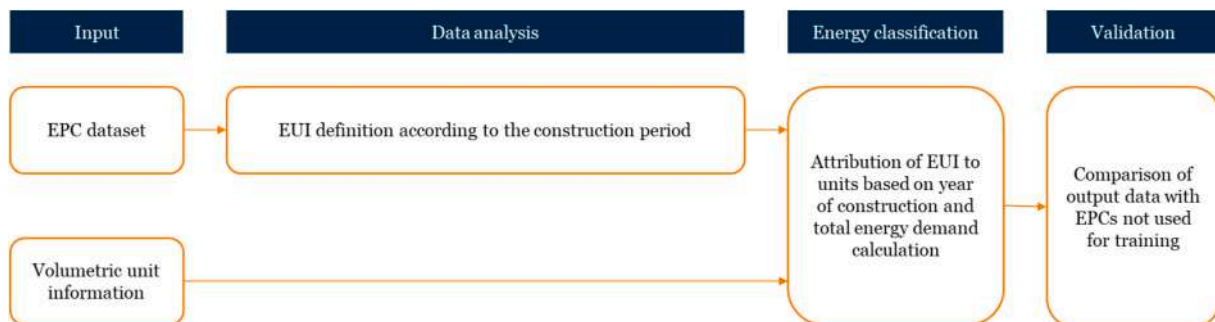 Input
Data analysis
Energy classification
Validation
EPC dataset
EUI definition according to the construction period
Attribution of EUI to
units based on year
of construction and
total energy demand
calculation
Comparison of
output data with
EPCs not used
for training
Volumetric unit
information